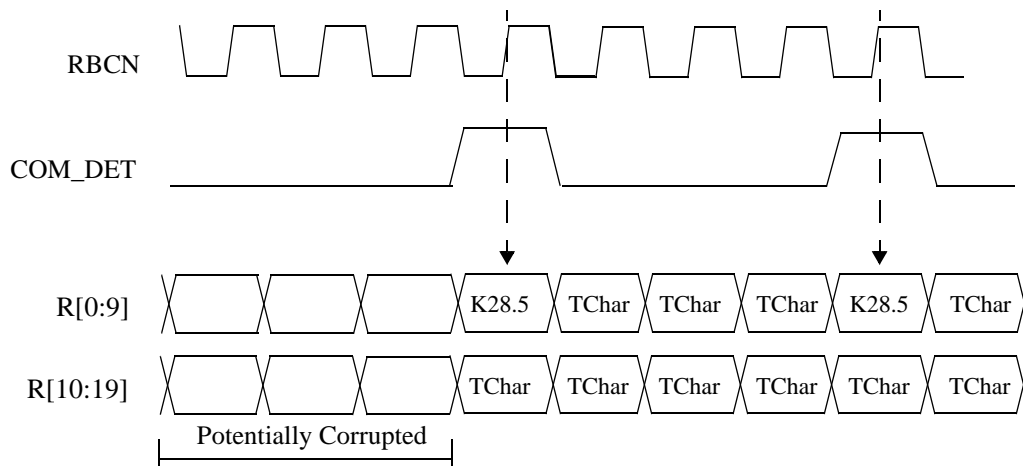 RBCN
COM_DET
R[0:9] K28.5 TChar TChar TChar K28.5 TChar
R[10:19] TChar TChar TChar TChar TChar TChar
Potentially Corrupted